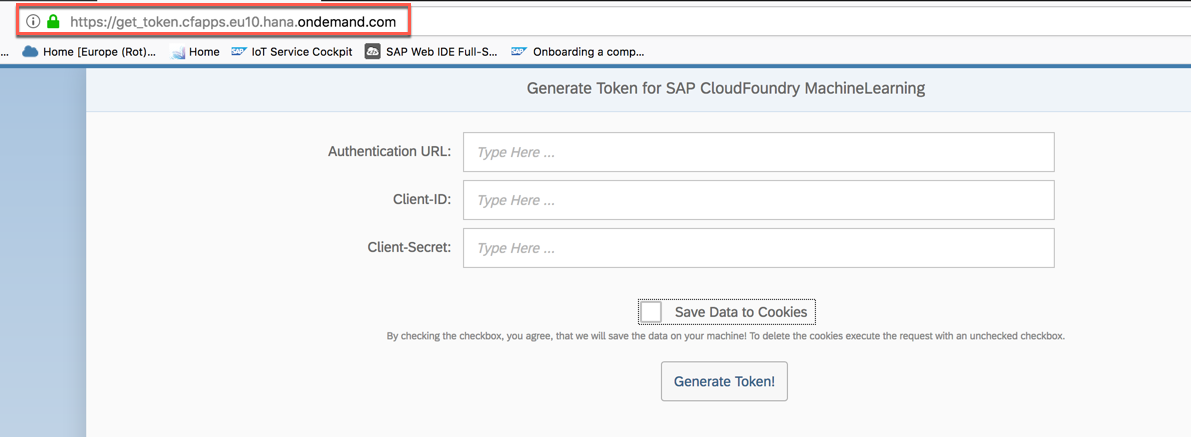 https://get_token.cfapps.eu10.hana.ondemand.com
... Home [Europe (Rot)... Home SAP IoT Service Cockpit SAP Web IDE Full-S... SAP Onboarding a comp...
Generate Token for SAP CloudFoundry MachineLearning
Authentication URL: Type Here ...
Client-ID: Type Here ...
Client-Secret: Type Here ...
Save Data to Cookies
By checking the checkbox, you agree, that we will save the data on your machine! To delete the cookies execute the request with an unchecked checkbox.
Generate Token!